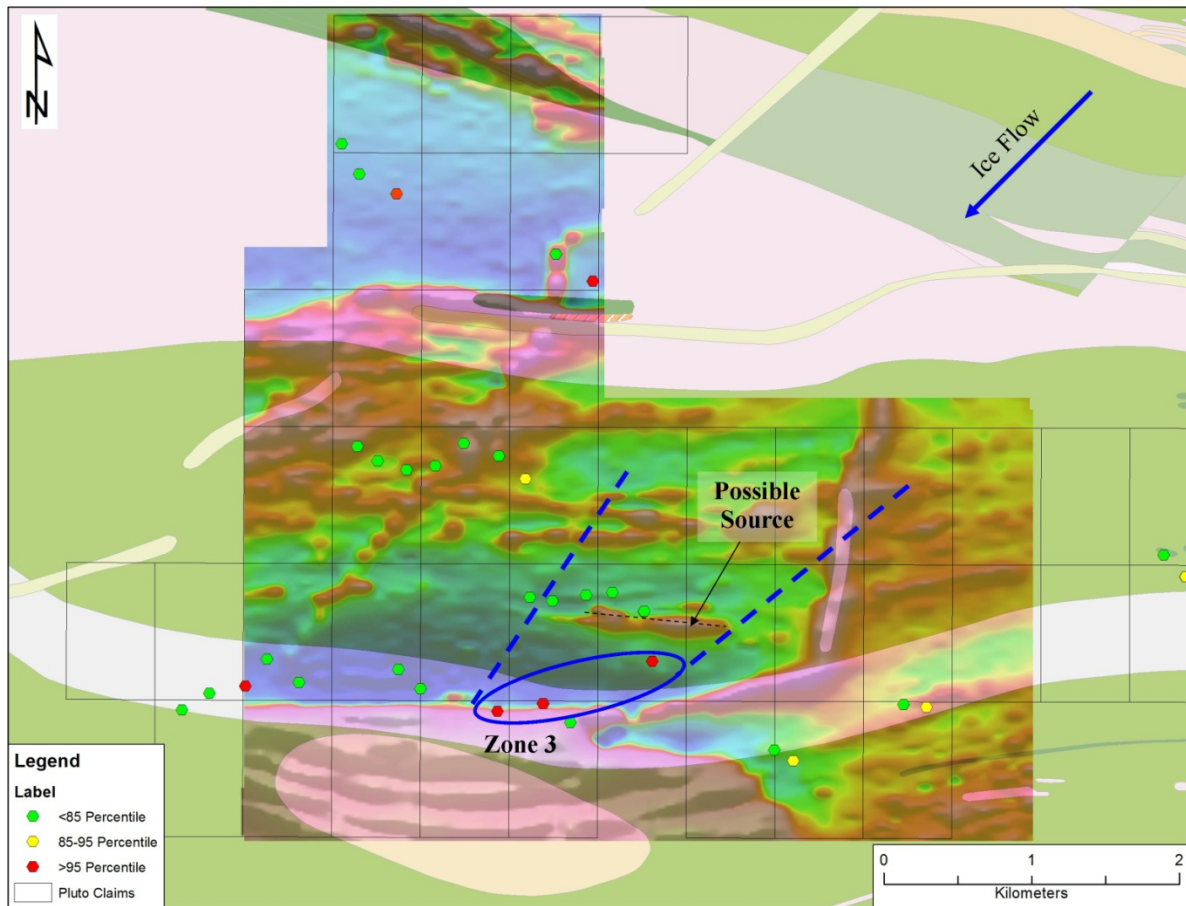 N
Ice Flow
Possible
Source
Zone 3
Legend
Label
<85 Percentile
85-95 Percentile
>95 Percentile
Pluto Claims
0 1 2
Kilometers